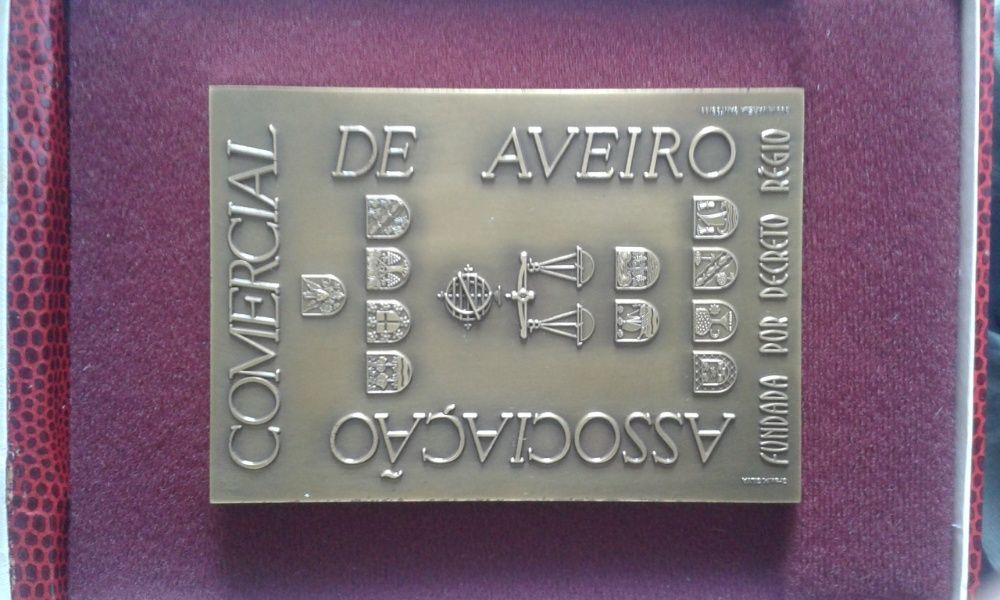 ASSOCIAÇÃO
COMERCIAL
DE AVEIRO
FUNDADA POR DECRETO RÉGIO